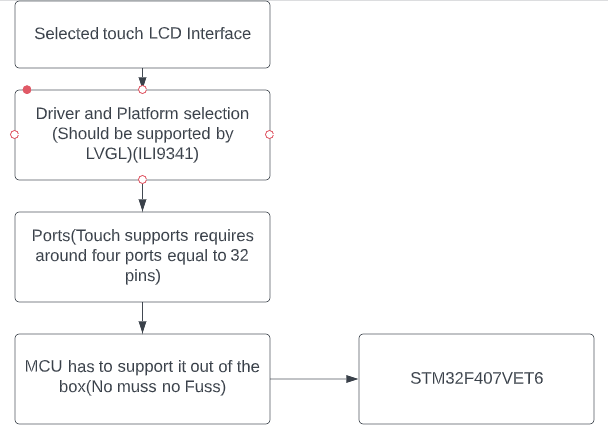 Selected touch LCD Interface
Driver and Platform selection
(Should be supported by
LVGL)(ILI9341)
Ports(Touch supports requires
around four ports equal to 32
pins)
MCU has to support it out of the
box(No muss no Fuss)
STM32F407VET6